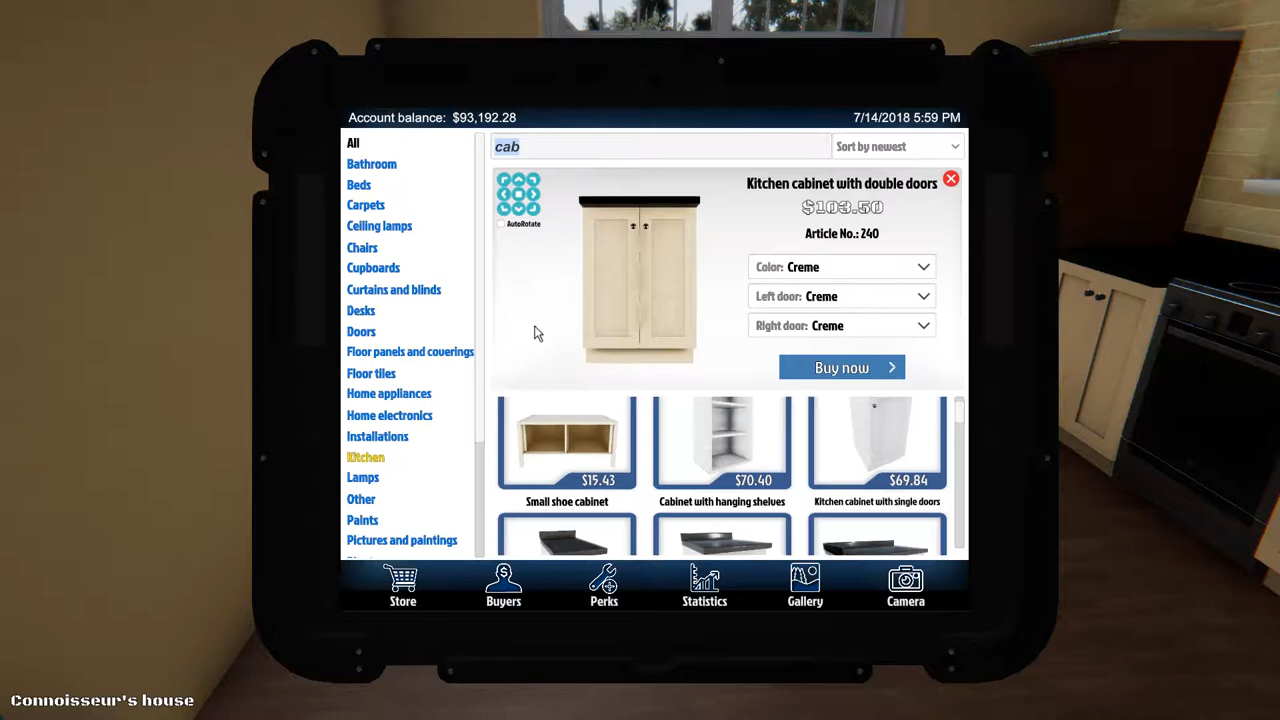 Account balance: $93,192.28
7/14/2018 5:59 PM
All
Bathroom
Beds
Carpets
Ceiling lamps
Chairs
Cupboards
Curtains and blinds
Desks
Doors
Floor panels and coverings
Floor tiles
Home appliances
Home electronics
Installations
Kitchen
Lamps
Other
Paints
Pictures and paintings
cab
Sort by newest
AutoRotate
Kitchen cabinet with double doors
$103.50
Article No.: 240
Color: Creme
Left door: Creme
Right door: Creme
Buy now
$15.43
$70.40
$69.84
Small shoe cabinet
Cabinet with hanging shelves
Kitchen cabinet with single doors
Store
Buyers
Perks
Statistics
Gallery
Camera
Connoisseur's house